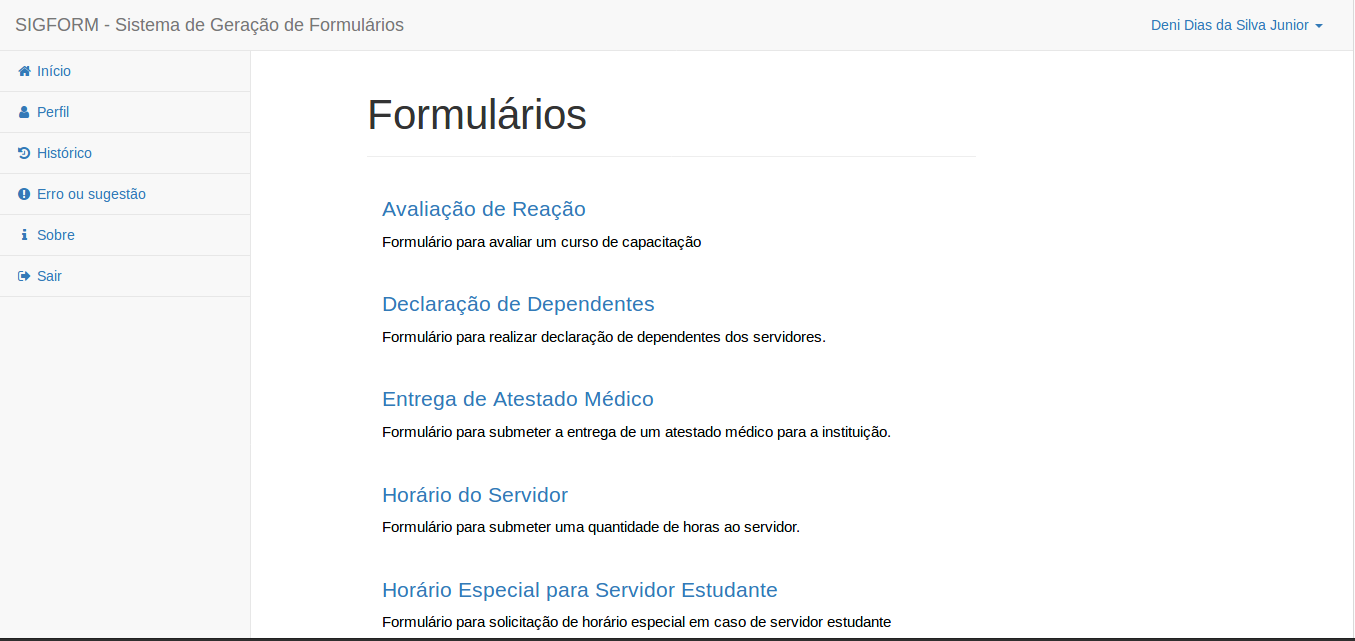 SIGFORM - Sistema de Geração de Formulários
Deni Dias da Silva Junior
Início
Perfil
Histórico
Erro ou sugestão
Sobre
Sair
Formulários
Avaliação de Reação
Formulário para avaliar um curso de capacitação
Declaração de Dependentes
Formulário para realizar declaração de dependentes dos servidores.
Entrega de Atestado Médico
Formulário para submeter a entrega de um atestado médico para a instituição.
Horário do Servidor
Formulário para submeter uma quantidade de horas ao servidor.
Horário Especial para Servidor Estudante
Formulário para solicitação de horário especial em caso de servidor estudante